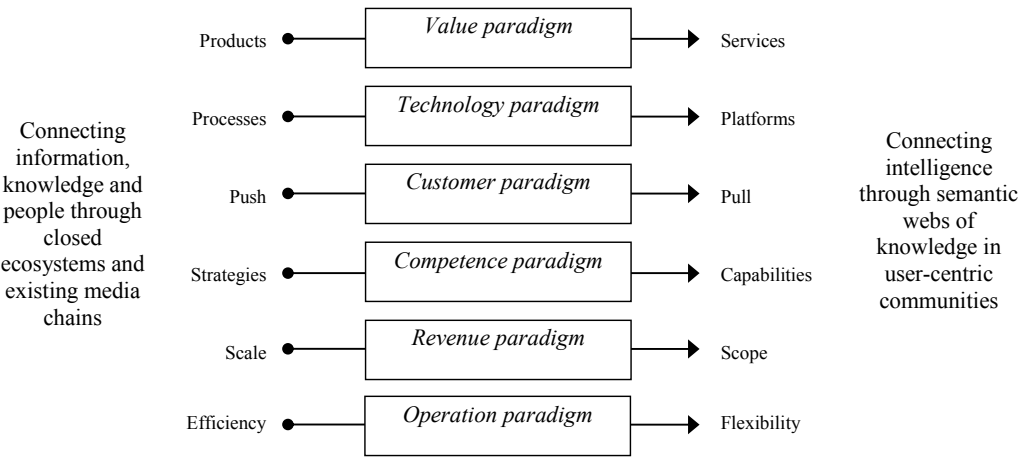 Connecting
information,
knowledge and
people through
closed
ecosystems and
existing media
chains
Products
Value paradigm
Services
Processes
Technology paradigm
Platforms
Push
Customer paradigm
Pull
Strategies
Competence paradigm
Capabilities
Scale
Revenue paradigm
Scope
Efficiency
Operation paradigm
Flexibility
Connecting
intelligence
through semantic
webs of
knowledge in
user-centric
communities